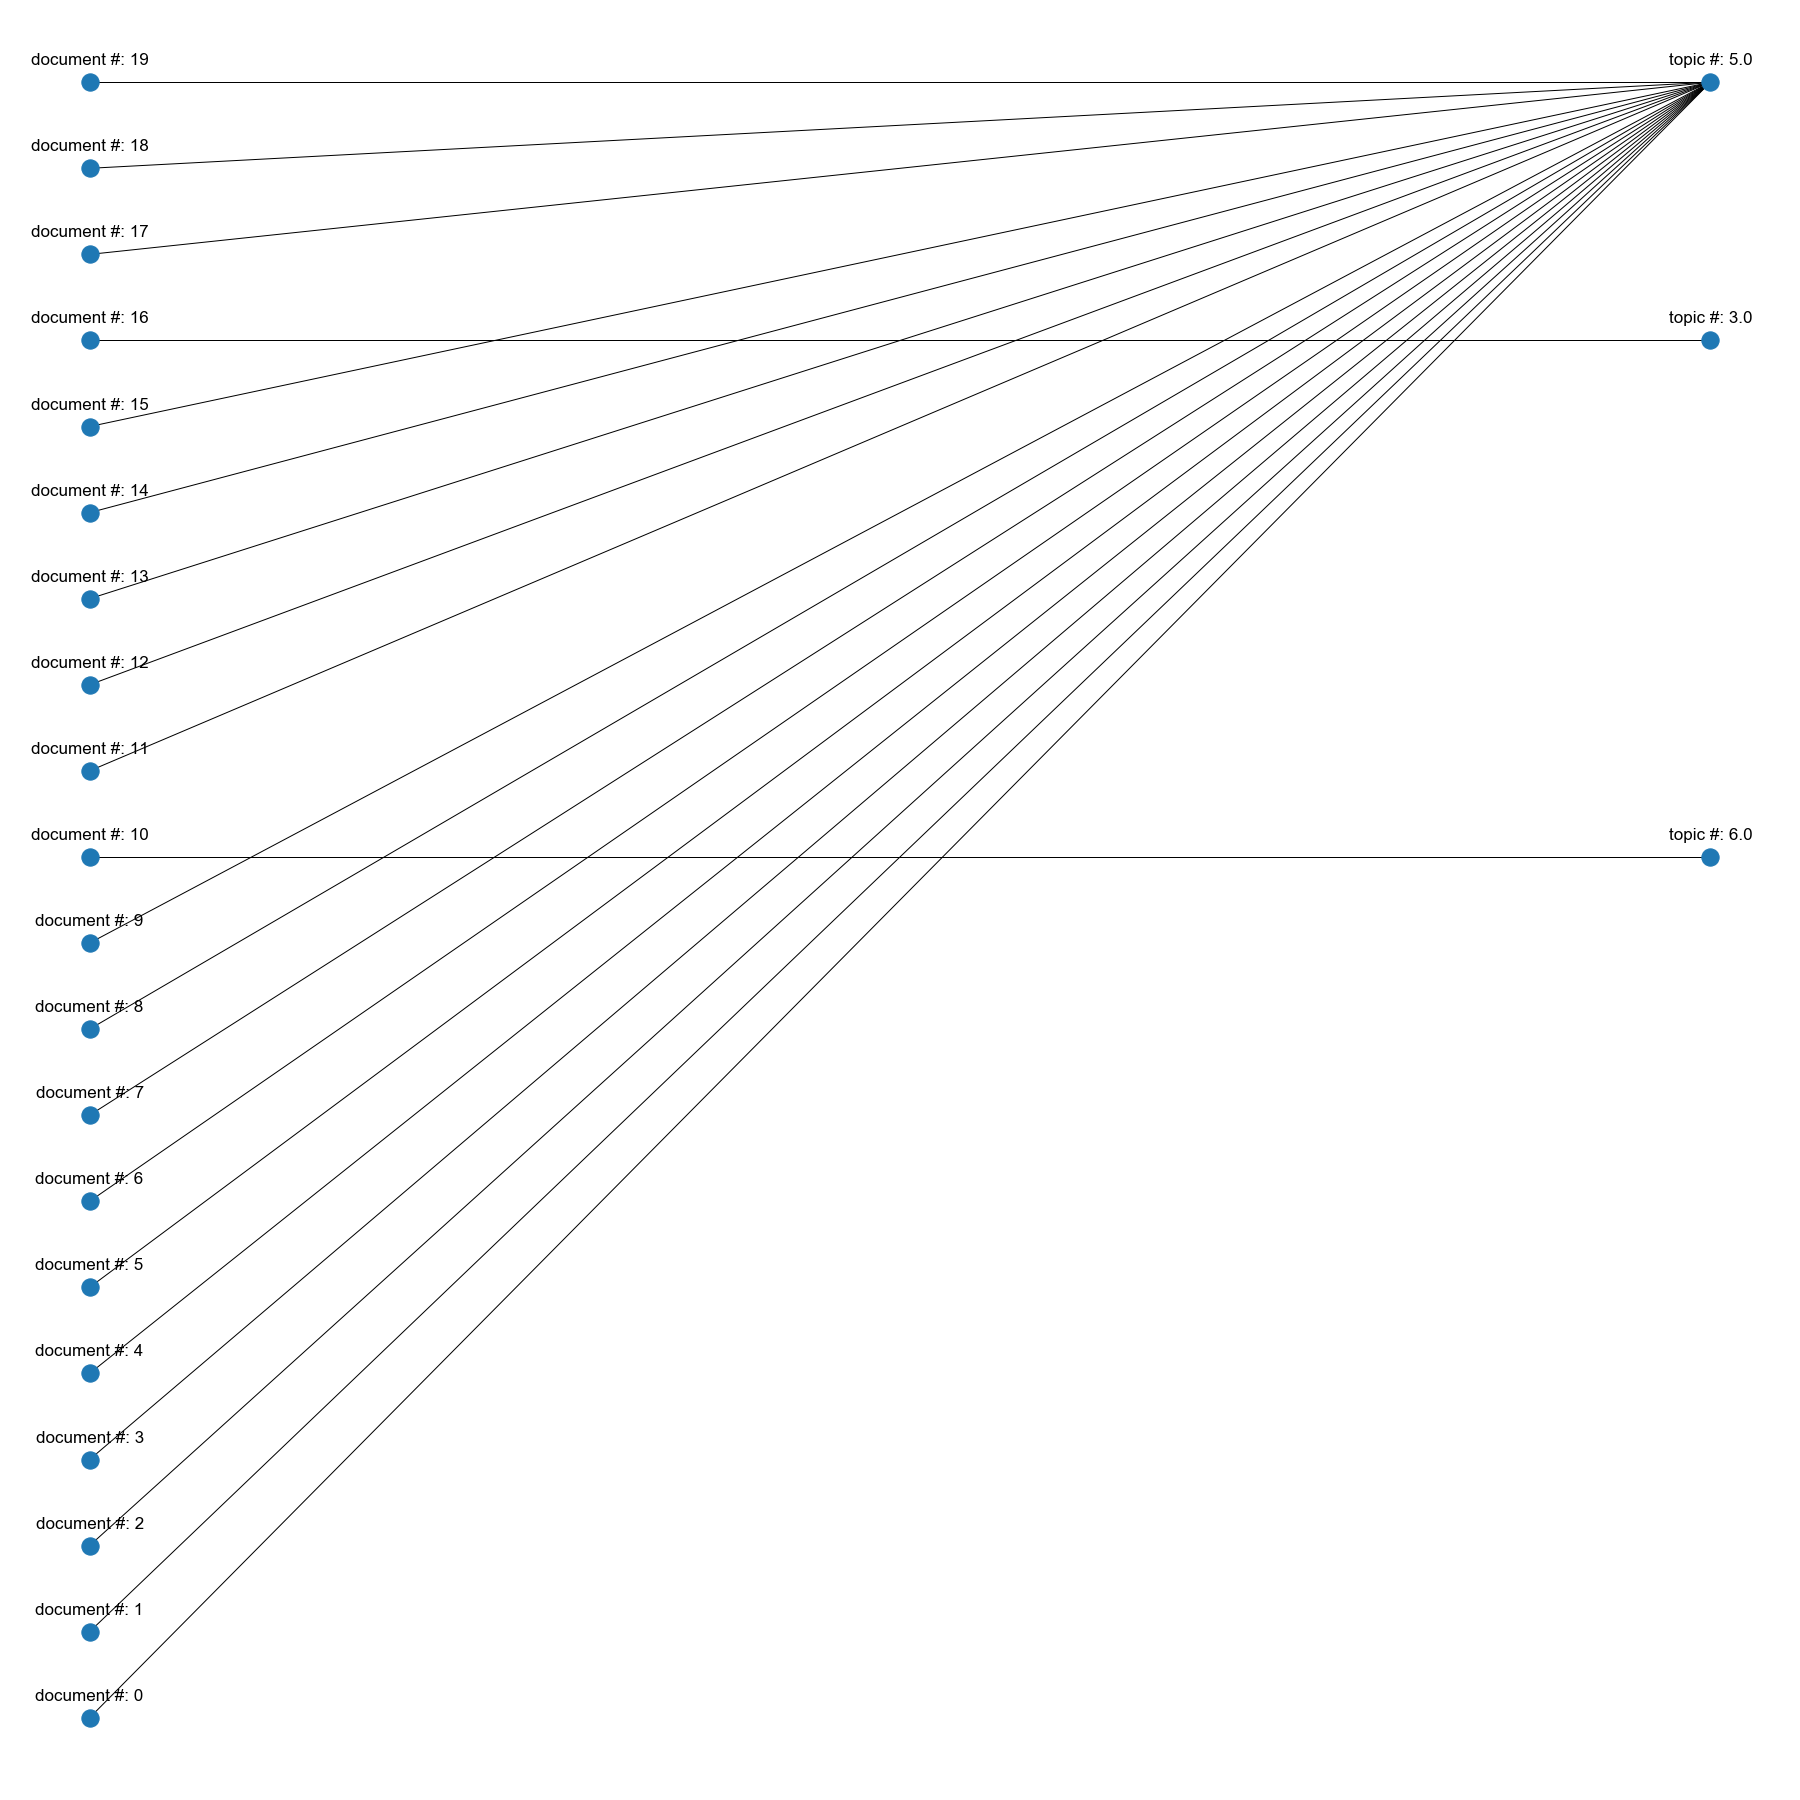 document #: 19
topic #: 5.0
document #: 18
document #: 17
document #: 16
topic #: 3.0
document #: 15
document #: 14
document #: 13
document #: 12
document #: 11
document #: 10
topic #: 6.0
document #: 9
document #: 8
document #: 7
document #: 6
document #: 5
document #: 4
document #: 3
document #: 2
document #: 1
document #: 0